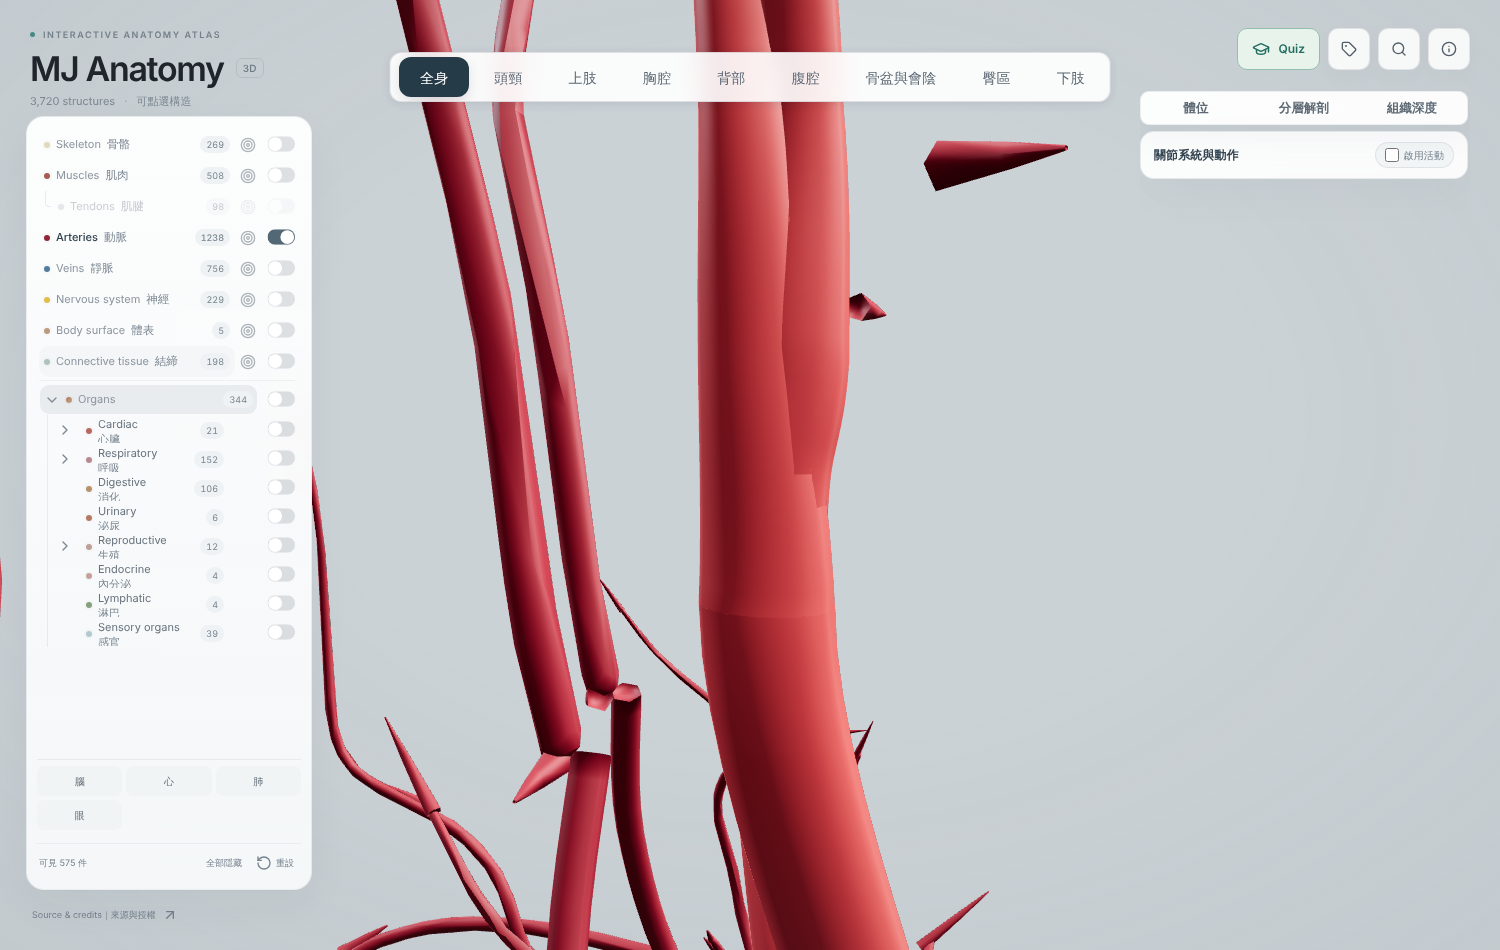 INTERACTIVE ANATOMY ATLAS
MJ Anatomy 3D
3,720 structures · 可點選構造
全身 頭頸 上肢 胸腔 背部 腹腔 骨盆與會陰 臀區 下肢
Quiz
體位 分層解剖 組織深度
關節系統與動作 啟用活動
Skeleton 骨骼 269
Muscles 肌肉 508
Tendons 肌腱 98
Arteries 動脈 1238
Veins 靜脈 756
Nervous system 神經 229
Body surface 體表 5
Connective tissue 結締 198
Organs 344
Cardiac 21
心臟
Respiratory 152
呼吸
Digestive 106
消化
Urinary 6
泌尿
Reproductive 12
生殖
Endocrine 4
內分泌
Lymphatic 4
淋巴
Sensory organs 39
感官
腦 心 肺
眼
可見 575 件 全部隱藏 重設
Source & credits | 來源與授權